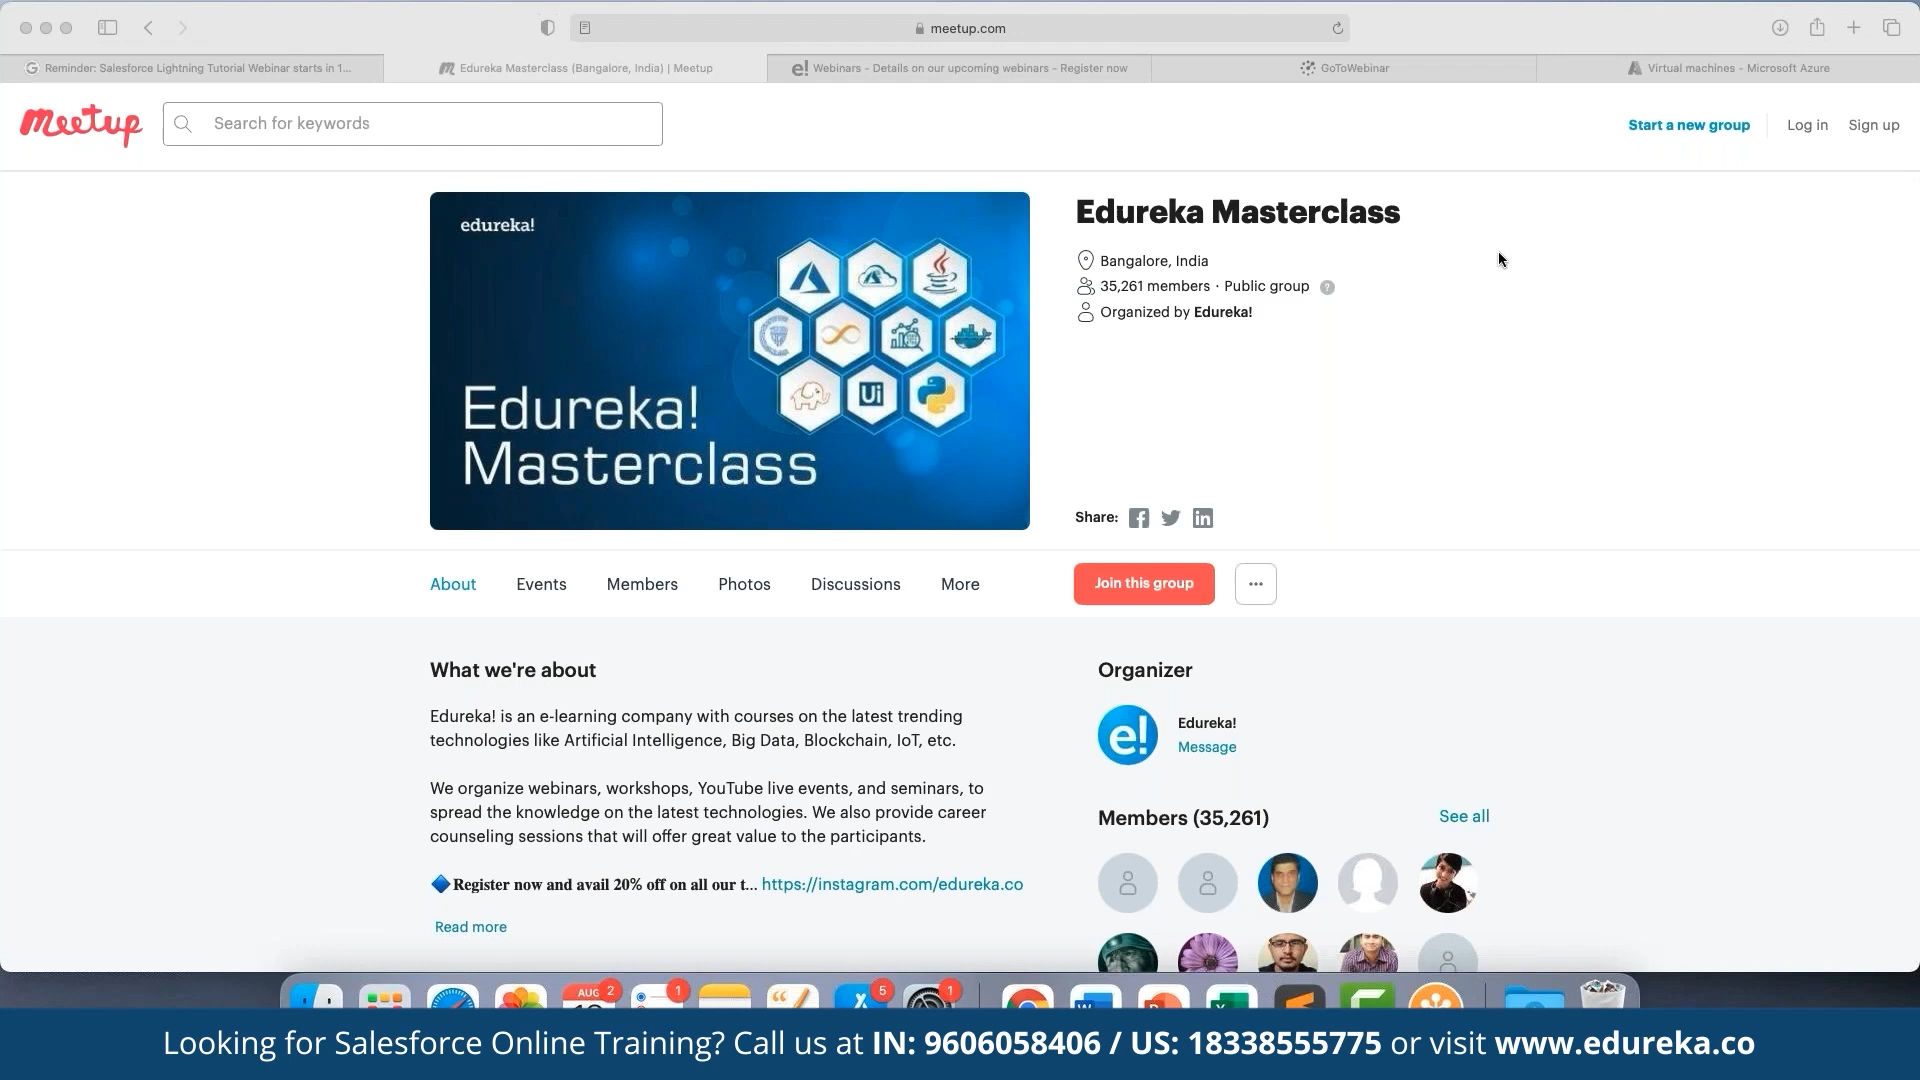 meetup.com
Reminder: Salesforce Lightning Tutorial Webinar starts in 1...
Edureka Masterclass (Bangalore, India) | Meetup
e! Webinars - Details on our upcoming webinars - Register now
GoToWebinar
Virtual machines - Microsoft Azure
meetup
Search for keywords
Start a new group
Log in
Sign up
edureka!
Edureka!
Masterclass
Ui
Edureka Masterclass
Bangalore, India
35,261 members · Public group ?
Organized by Edureka!
Share:
About
Events
Members
Photos
Discussions
More
Join this group
What we're about
Edureka! is an e-learning company with courses on the latest trending
technologies like Artificial Intelligence, Big Data, Blockchain, IoT, etc.
We organize webinars, workshops, YouTube live events, and seminars, to
spread the knowledge on the latest technologies. We also provide career
counseling sessions that will offer great value to the participants.
🔷𝐑𝐞𝐠𝐢𝐬𝐭𝐞𝐫 𝐧𝐨𝐰 𝐚𝐧𝐝 𝐚𝐯𝐚𝐢𝐥 𝟐𝟎% 𝐨𝐟𝐟 𝐨𝐧 𝐚𝐥𝐥 𝐨𝐮𝐫 𝐭... https://instagram.com/edureka.co
Read more
Organizer
e!
Edureka!
Message
Members (35,261)
See all
AUG
2
1
5
1
Looking for Salesforce Online Training? Call us at IN: 9606058406 / US: 18338555775 or visit www.edureka.co